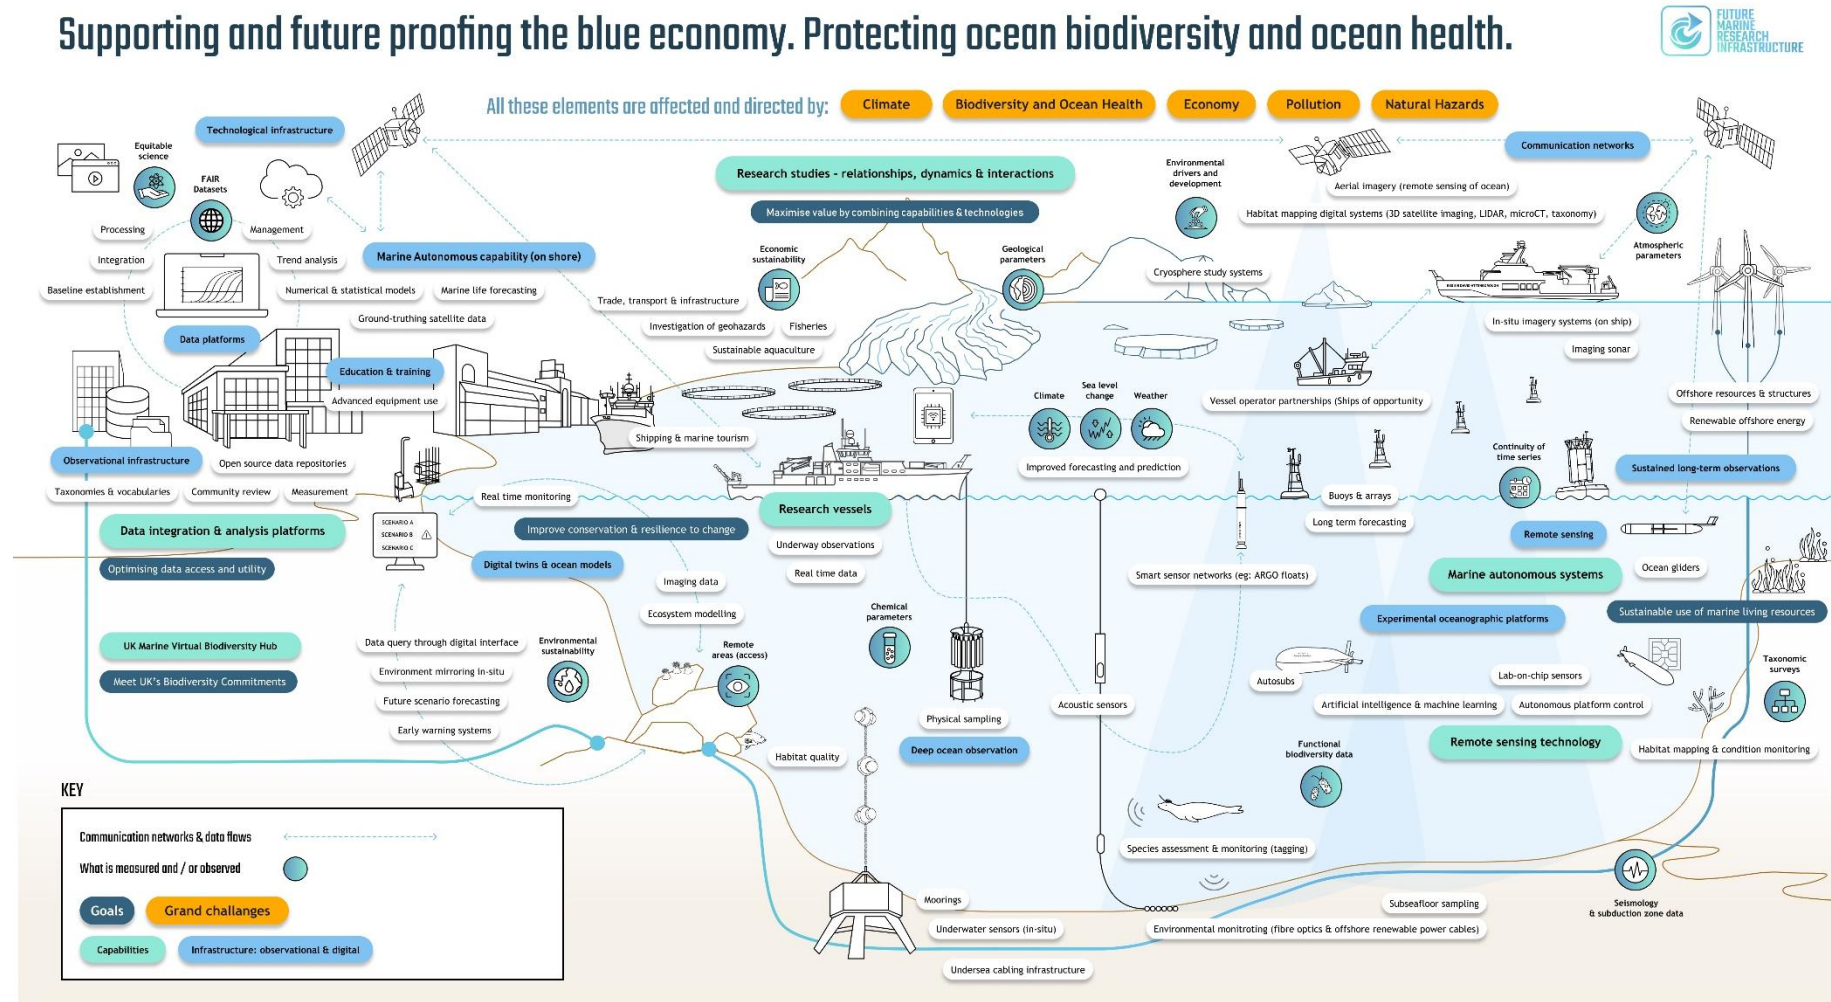 Supporting and future proofing the blue economy. Protecting ocean biodiversity and ocean health.
FUTURE
MARINE
RESEARCH
INFRASTRUCTURE
All these elements are affected and directed by:
Climate
Biodiversity and Ocean Health
Economy
Pollution
Natural Hazards
Technological infrastructure
Equitable
science
FAIR
Datasets
Processing
Management
Integration
Trend analysis
Baseline establishment
Numerical & statistical models
Marine life forecasting
Ground-truthing satellite data
Marine Autonomous capability (on shore)
Data platforms
Education & training
Advanced equipment use
Observational infrastructure
Open source data repositories
Taxonomies & vocabularies
Community review
Measurement
Data integration & analysis platforms
Optimising data access and utility
UK Marine Virtual Biodiversity Hub
Meet UK's Biodiversity Commitments
Research studies - relationships, dynamics & interactions
Maximise value by combining capabilities & technologies
Economic
sustainability
Geological
parameters
Environmental
drivers and
development
Trade, transport & infrastructure
Investigation of geohazards
Fisheries
Sustainable aquaculture
Cryosphere study systems
Communication networks
Aerial imagery (remote sensing of ocean)
Habitat mapping digital systems (3D satellite imaging, LIDAR, microCT, taxonomy)
Atmospheric
parameters
In-situ imagery systems (on ship)
Imaging sonar
Vessel operator partnerships (Ships of opportunity
Offshore resources & structures
Renewable offshore energy
Climate
Sea level
change
Weather
Improved forecasting and prediction
Shipping & marine tourism
Real time monitoring
Improve conservation & resilience to change
Digital twins & ocean models
SCENARIO A
SCENARIO B
SCENARIO C
Research vessels
Underway observations
Real time data
Imaging data
Ecosystem modelling
Data query through digital interface
Environment mirroring in-situ
Future scenario forecasting
Early warning systems
Environmental
sustainability
Remote
areas (access)
Chemical
parameters
Physical sampling
Deep ocean observation
Habitat quality
Acoustic sensors
Smart sensor networks (eg: ARGO floats)
Buoys & arrays
Long term forecasting
Continuity of
time series
Sustained long-term observations
Remote sensing
Marine autonomous systems
Ocean gliders
Sustainable use of marine living resources
Experimental oceanographic platforms
Autosubs
Lab-on-chip sensors
Artificial intelligence & machine learning
Autonomous platform control
Taxonomic
surveys
Remote sensing technology
Habitat mapping & condition monitoring
Functional
biodiversity data
Species assessment & monitoring (tagging)
Moorings
Underwater sensors (in-situ)
Undersea cabling infrastructure
Subseafloor sampling
Environmental monitroting (fibre optics & offshore renewable power cables)
Seismology
& subduction zone data
KEY
Communication networks & data flows
What is measured and / or observed
Goals
Grand challanges
Capabilities
Infrastructure: observational & digital